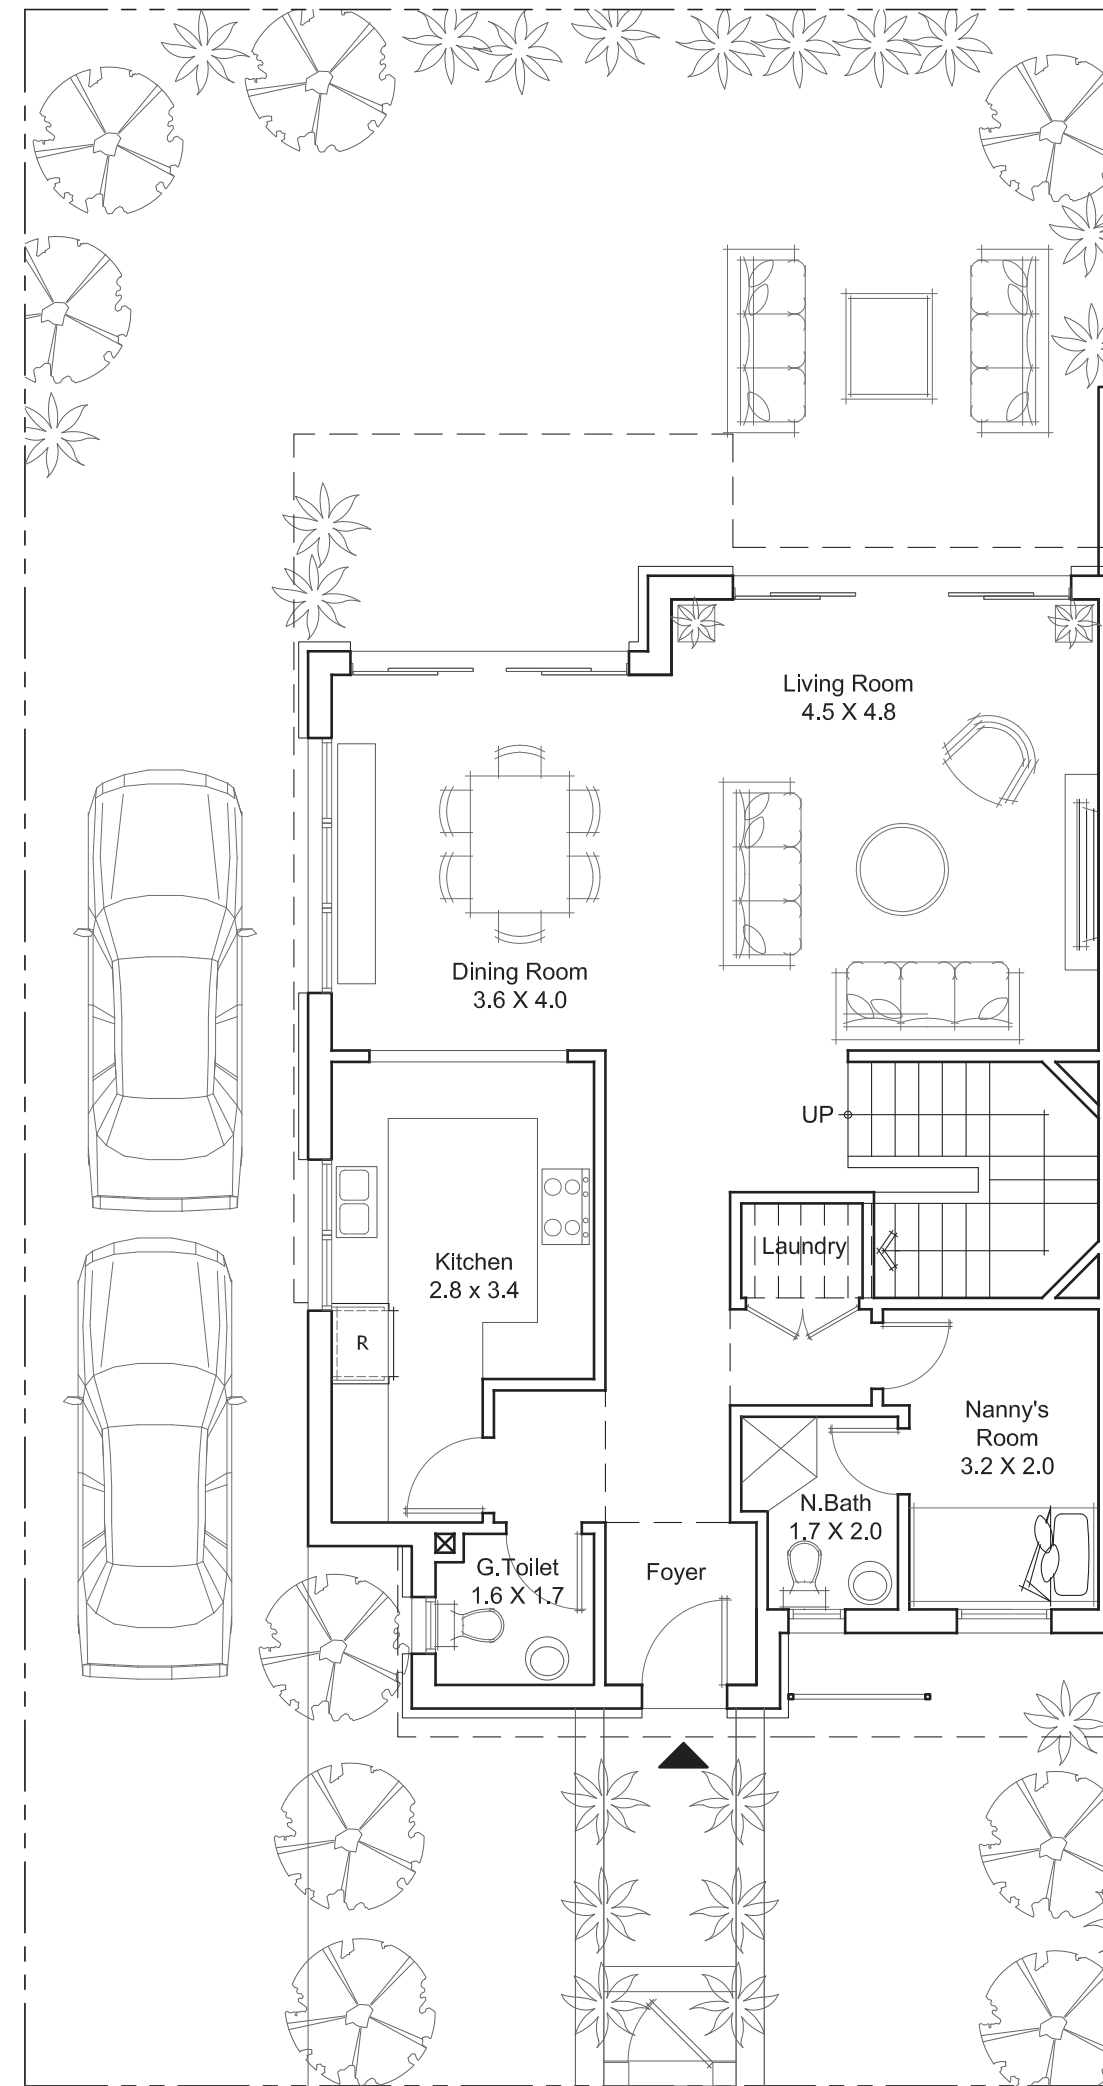 Living Room
4.5 X 4.8
Dining Room
3.6 X 4.0
UP
Laundry
Kitchen
2.8 x 3.4
R
Nanny's
Room
3.2 X 2.0
N.Bath
1.7 X 2.0
G.Toilet
1.6 X 1.7
Foyer